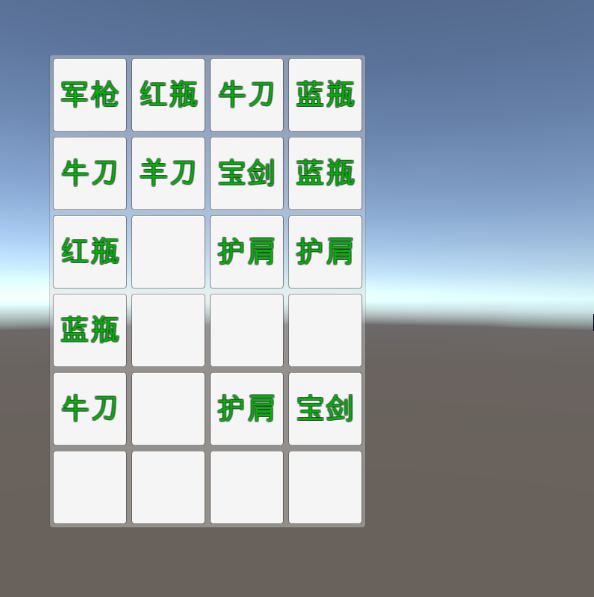 军枪 红瓶 牛刀 蓝瓶
牛刀 羊刀 宝剑 蓝瓶
红瓶 护肩 护肩
蓝瓶
牛刀 护肩 宝剑